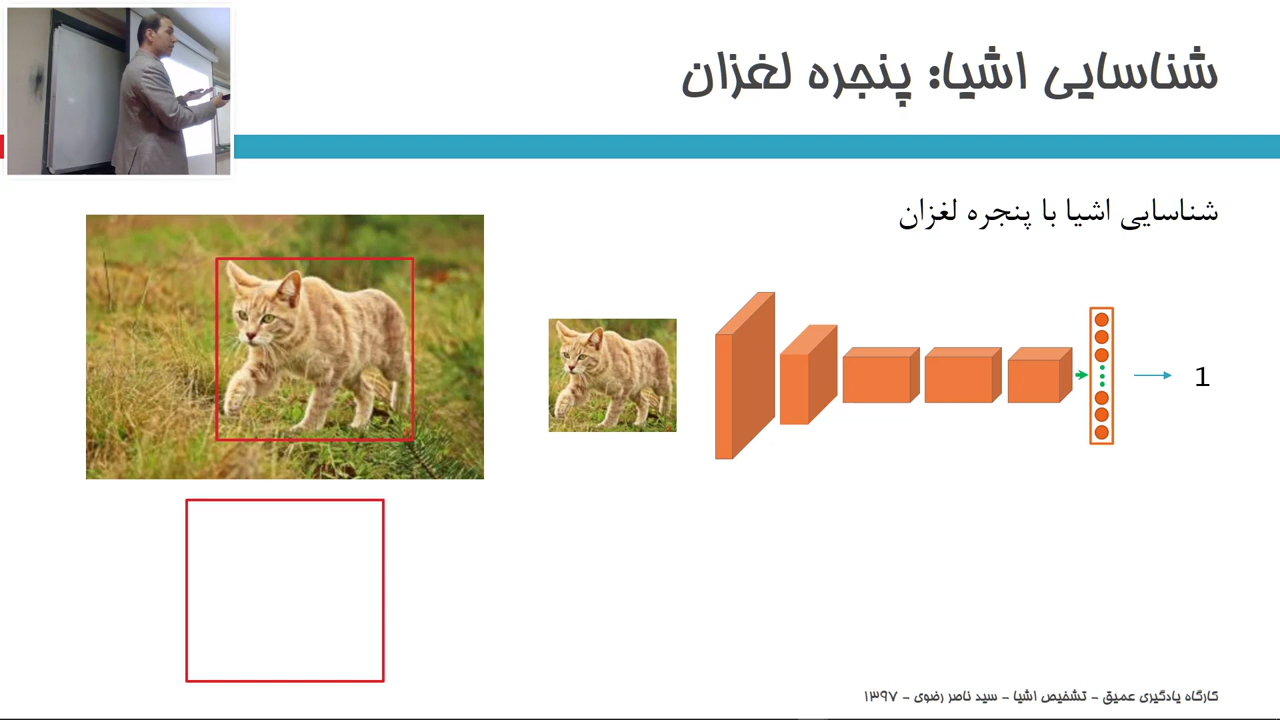 شناسایی اشیا: پنجره لغزان
شناسایی اشیا با پنجره لغزان
1
کارگاه یادگیری عمیق - تشخیص اشیا - سید ناصر رضوی - ۱۳۹۷